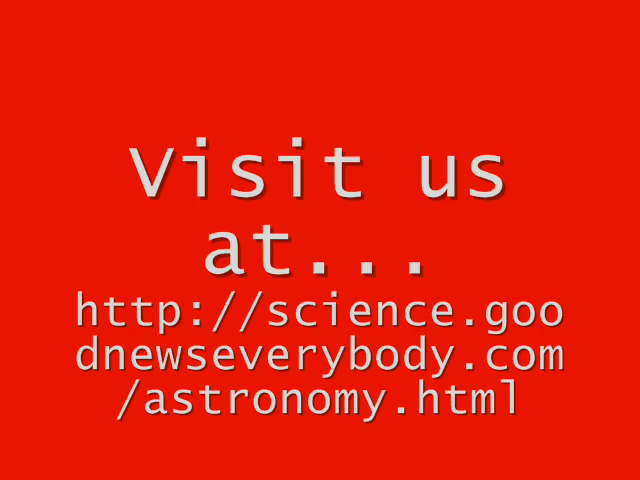 Visit us
at...
http://science.goo
dnewseverybody.com
/astronomy.html